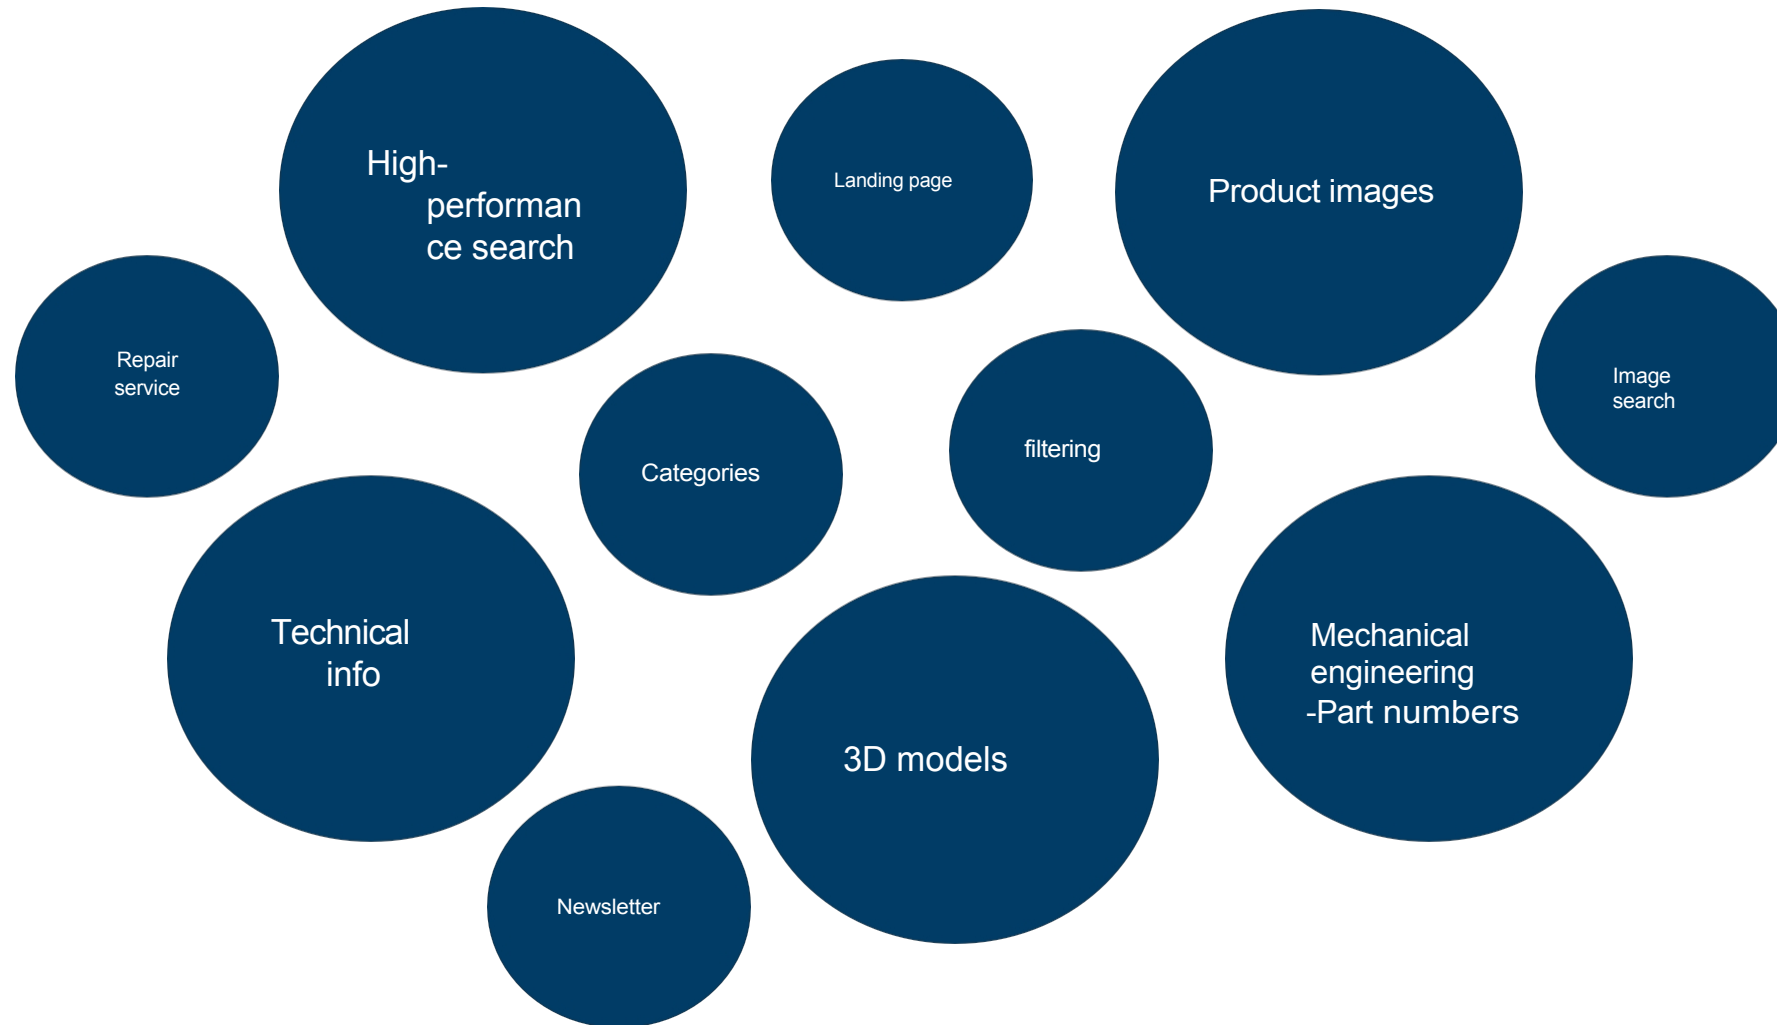 High-
performan
ce search
Landing page
Product images
Repair
service
Image
search
Categories
filtering
Technical
info
Mechanical
engineering
-Part numbers
3D models
Newsletter